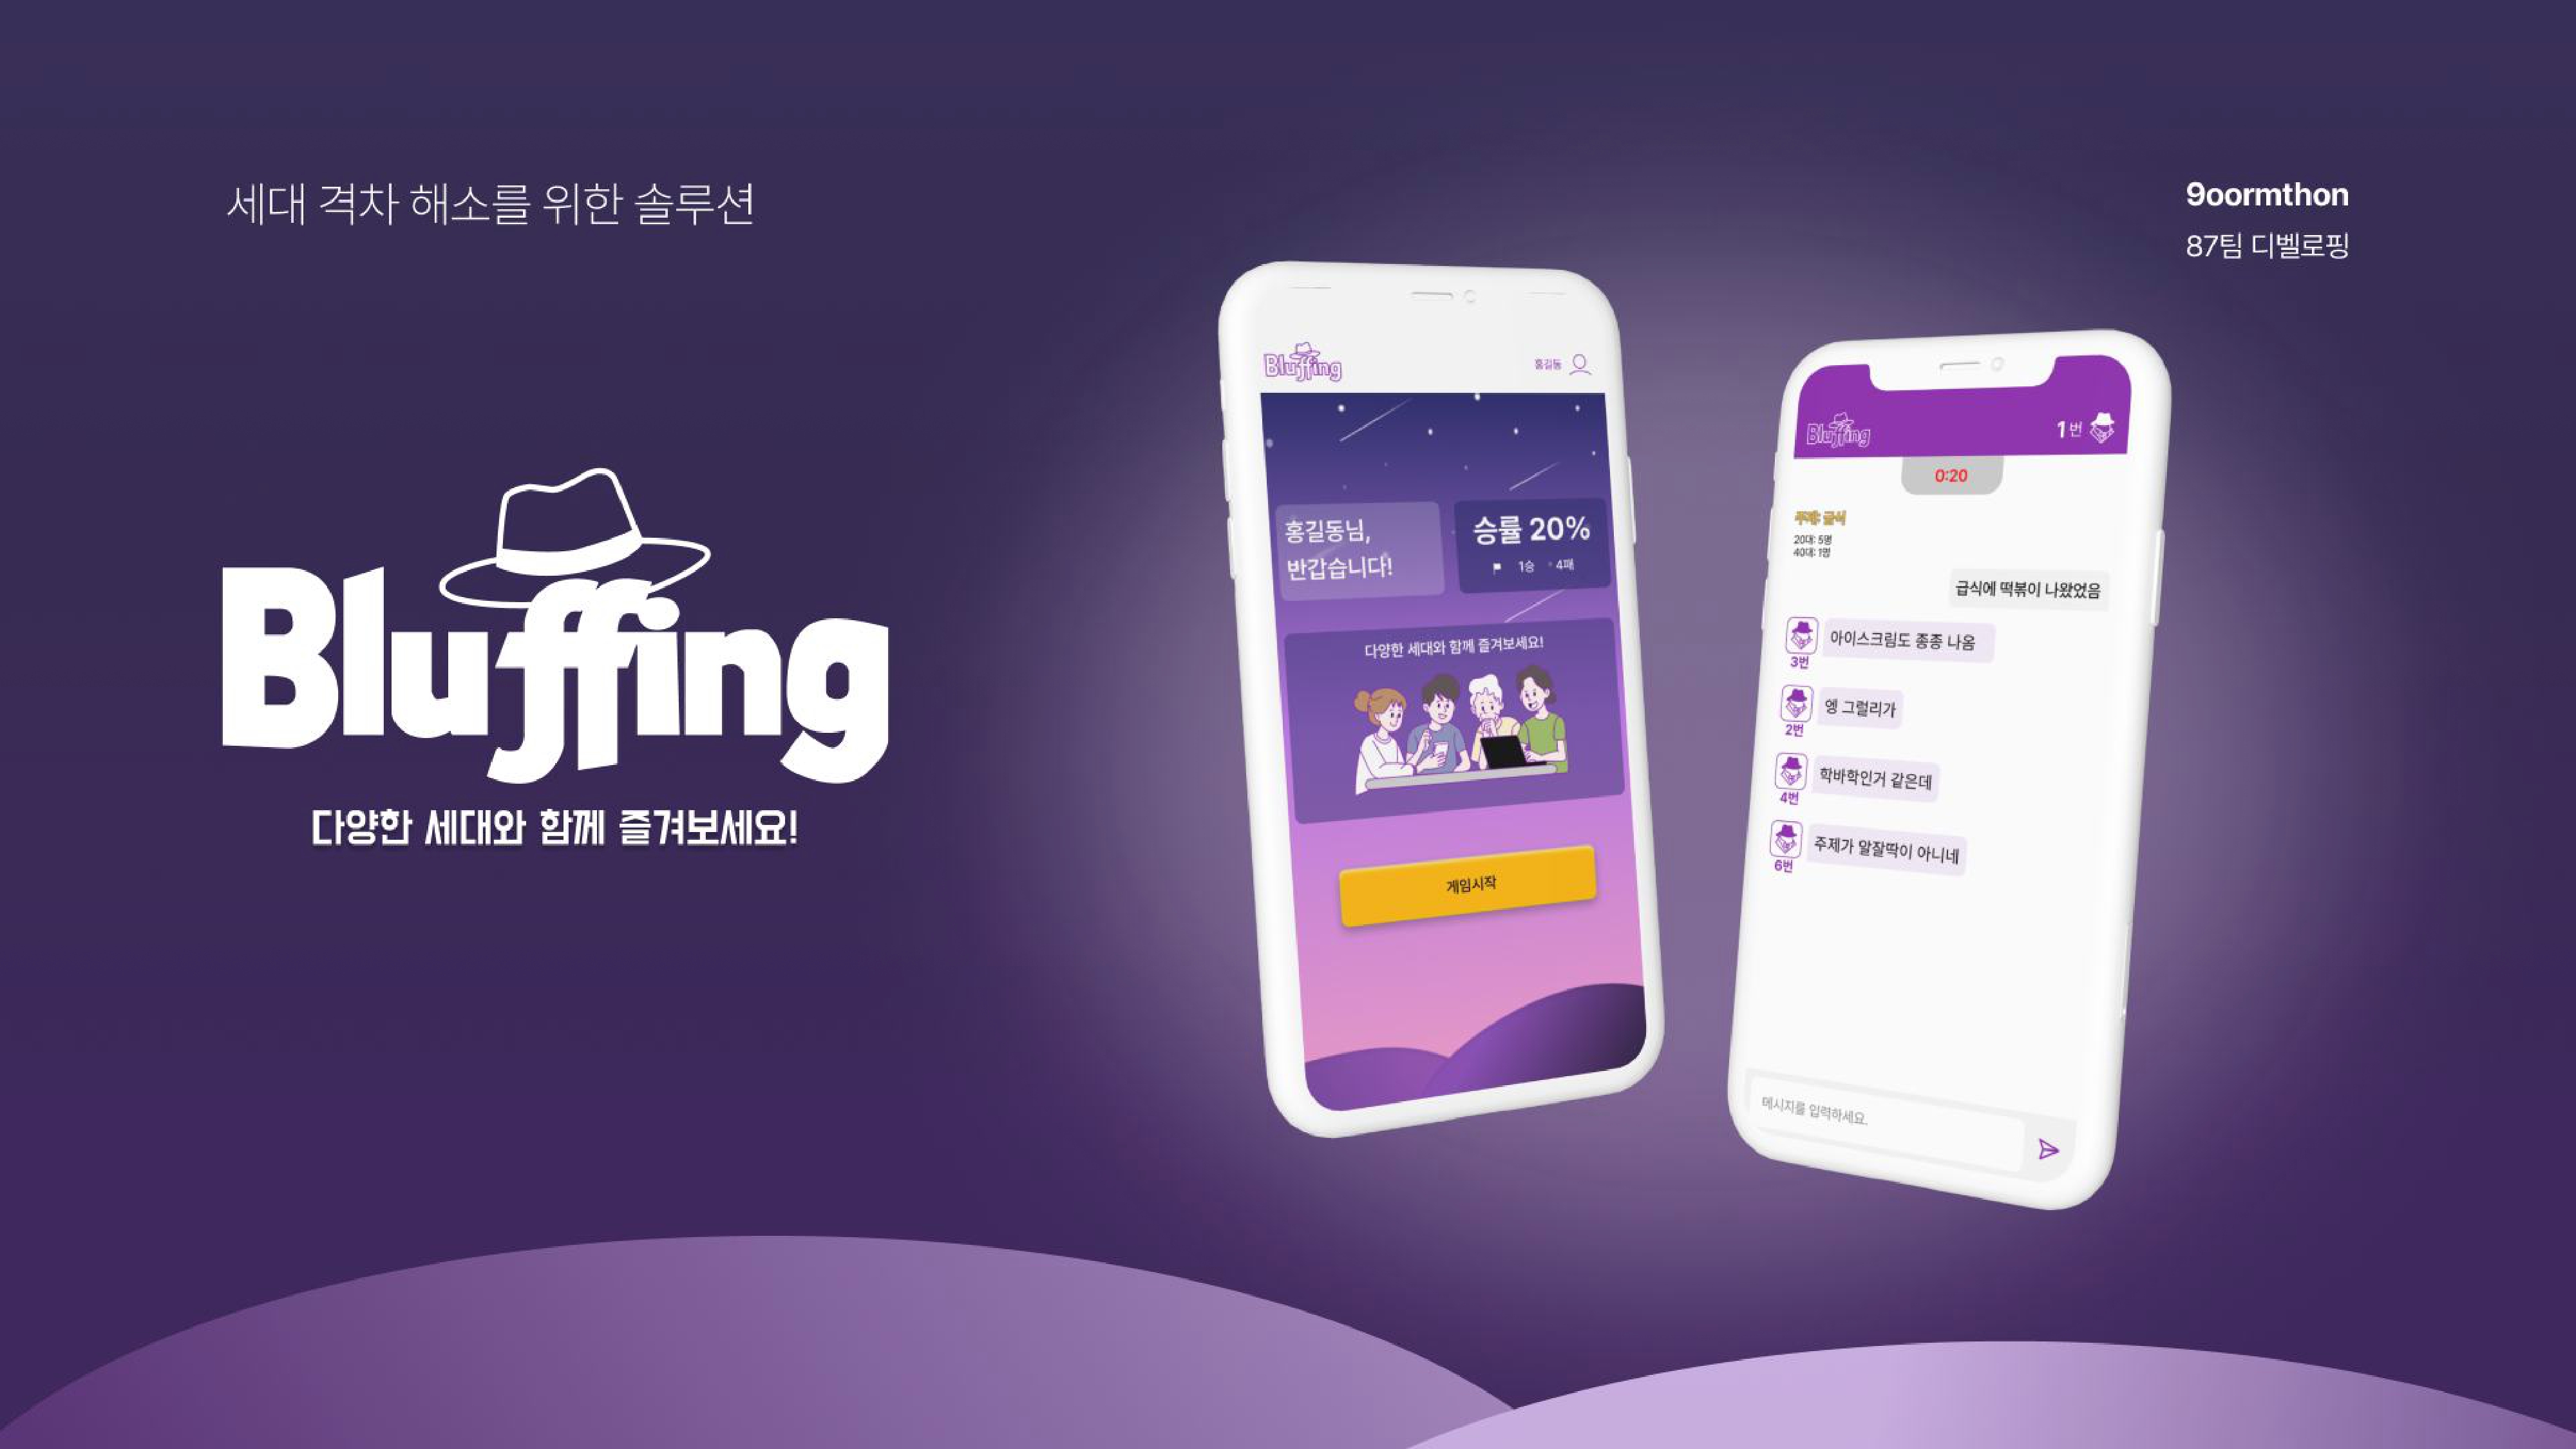 세대 격차 해소를 위한 솔루션
9oormthon
87팀 디벨로핑
Bluffing
다양한 세대와 함께 즐겨보세요!
Bluffing
홍길동
홍길동님,
반갑습니다!
승률 20%
1승 4패
다양한 세대와 함께 즐겨보세요!
게임시작
Bluffing
1번
0:20
주제: 급식
20대: 5명
40대: 1명
급식에 떡볶이 나왔었음
아이스크림도 종종 나옴
3번
엥 그럴리가
2번
학바학인거 같은데
4번
주제가 알잘딱이 아니네
6번
메시지를 입력하세요.